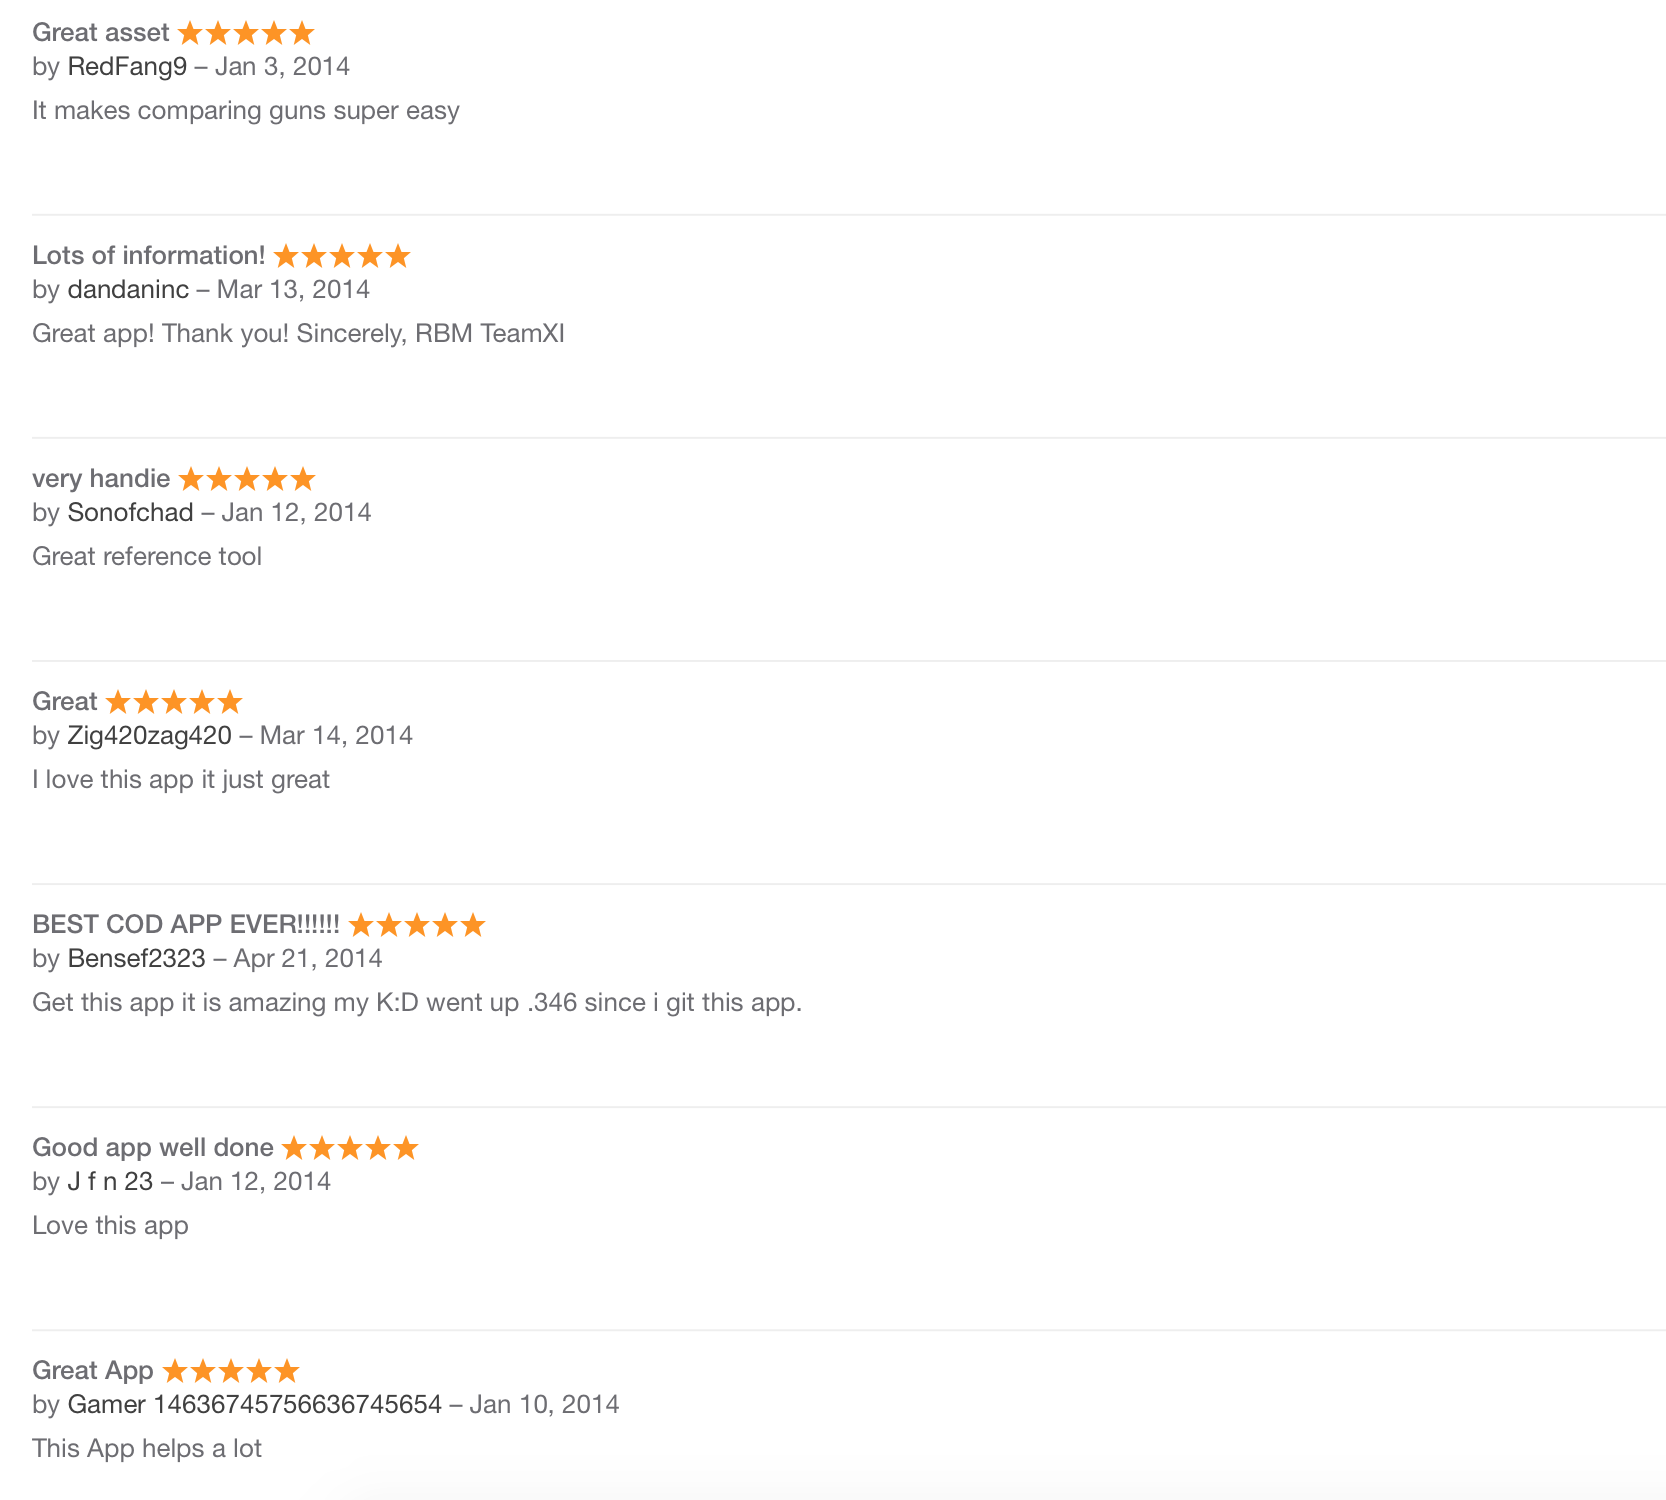 Great asset ★★★★★
by RedFang9 – Jan 3, 2014
It makes comparing guns super easy
Lots of information! ★★★★★
by dandaninc – Mar 13, 2014
Great app! Thank you! Sincerely, RBM TeamXI
very handie ★★★★★
by Sonofchad – Jan 12, 2014
Great reference tool
Great ★★★★★
by Zig420zag420 – Mar 14, 2014
I love this app it just great
BEST COD APP EVER!!!!!! ★★★★★
by Bensef2323 – Apr 21, 2014
Get this app it is amazing my K:D went up .346 since i git this app.
Good app well done ★★★★★
by J f n 23 – Jan 12, 2014
Love this app
Great App ★★★★★
by Gamer 14636745756636745654 – Jan 10, 2014
This App helps a lot